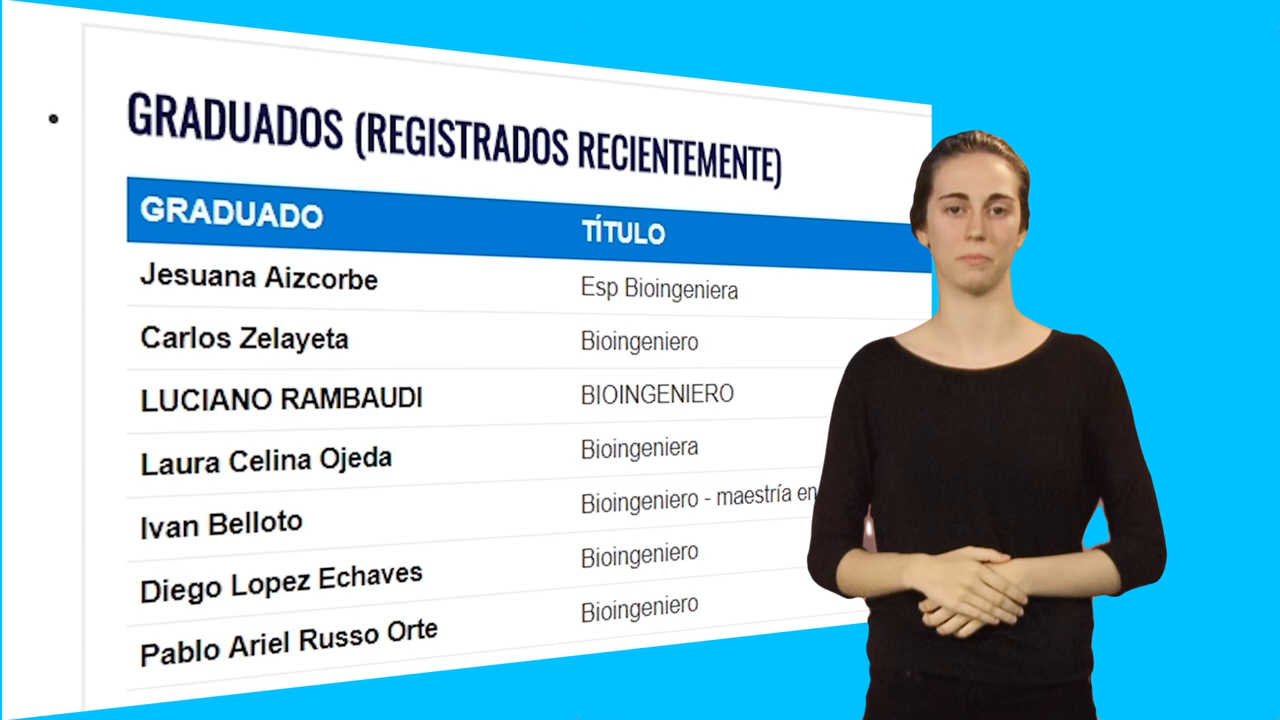 GRADUADOS (REGISTRADOS RECIENTEMENTE)
GRADUADO TÍTULO
Jesuana Aizcorbe Esp Bioingeniera
Carlos Zelayeta Bioingeniero
LUCIANO RAMBAUDI BIOINGENIERO
Laura Celina Ojeda Bioingeniera
Ivan Belloto Bioingeniero - maestría en
Diego Lopez Echaves Bioingeniero
Pablo Ariel Russo Orte Bioingeniero